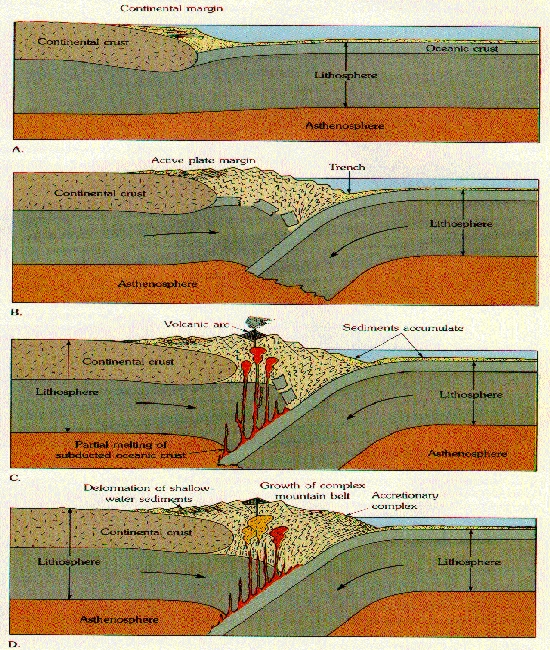 Continental margin
Continental crust
Oceanic crust
Lithosphere
Asthenosphere
A.
Active plate margin
Trench
Continental crust
Lithosphere
Asthenosphere
B.
Volcanic arc
Sediments accumulate
Continental crust
Lithosphere
Lithosphere
Partial melting of
subducted oceanic crust
Asthenosphere
C.
Deformation of shallow-
water sediments
Growth of complex
mountain belt
Accretionary
complex
Continental crust
Lithosphere
Lithosphere
Asthenosphere
D.